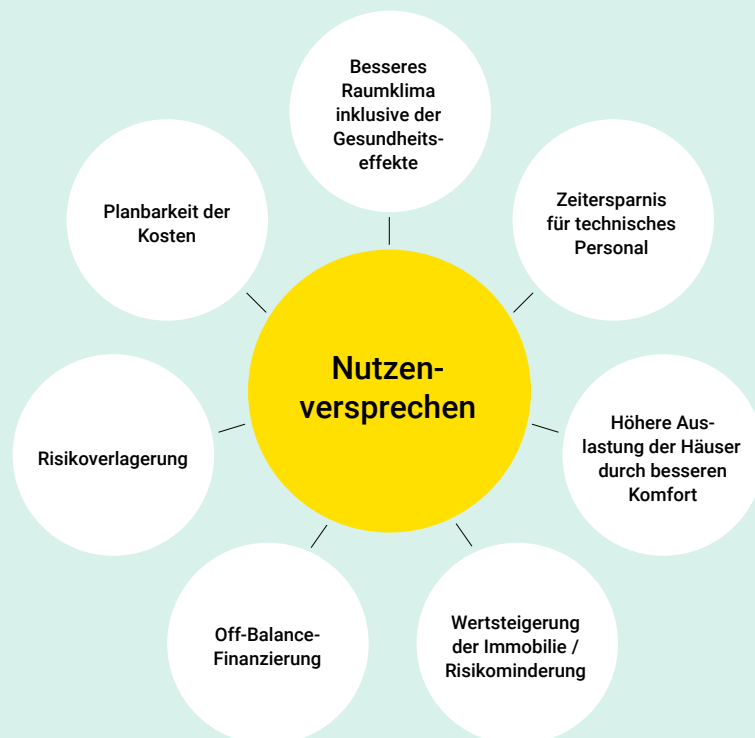 Besseres
Raumklima
inklusive der
Gesundheits-
effekte
Zeitersparnis
für technisches
Personal
Höhere Aus-
lastung der Häuser
durch besseren
Komfort
Wertsteigerung
der Immobilie /
Risikominderung
Off-Balance-
Finanzierung
Risikoverlagerung
Planbarkeit der
Kosten
Nutzen-
versprechen